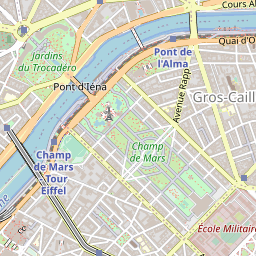 Cours Al
Quai d'O
Jardins
du Trocadéro
Pont de
l'Alma
Pont d'Iéna
Avenue Rapp
Gros-Caill
Champ
de Mars
Tour
Eiffel
Champ
de Mars
École Militaire